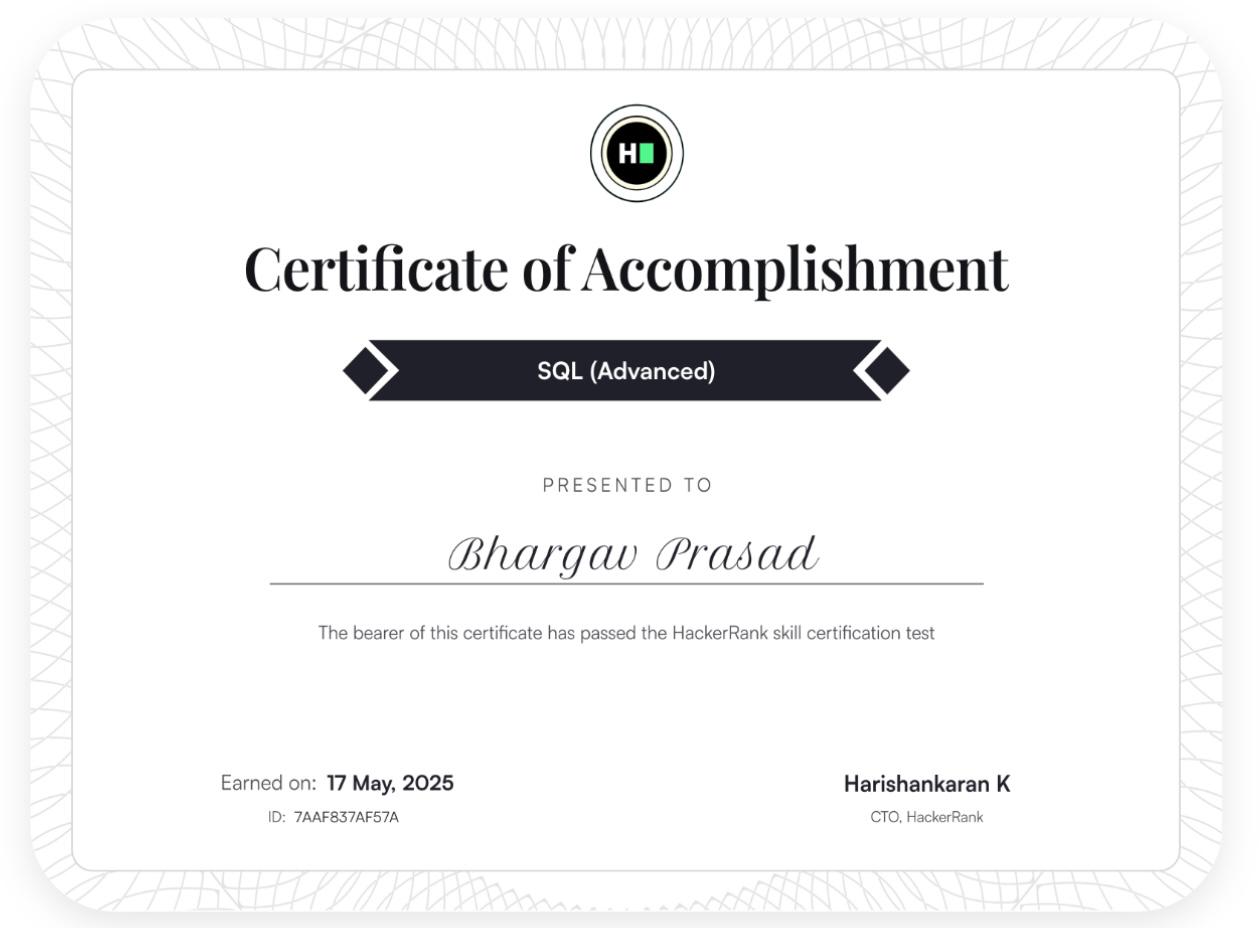 H
Certificate of Accomplishment
SQL (Advanced)
PRESENTED TO
Bhargav Prasad
The bearer of this certificate has passed the HackerRank skill certification test
Earned on: 17 May, 2025
ID: 7AAF837AF57A
Harishankaran K
CTO, HackerRank